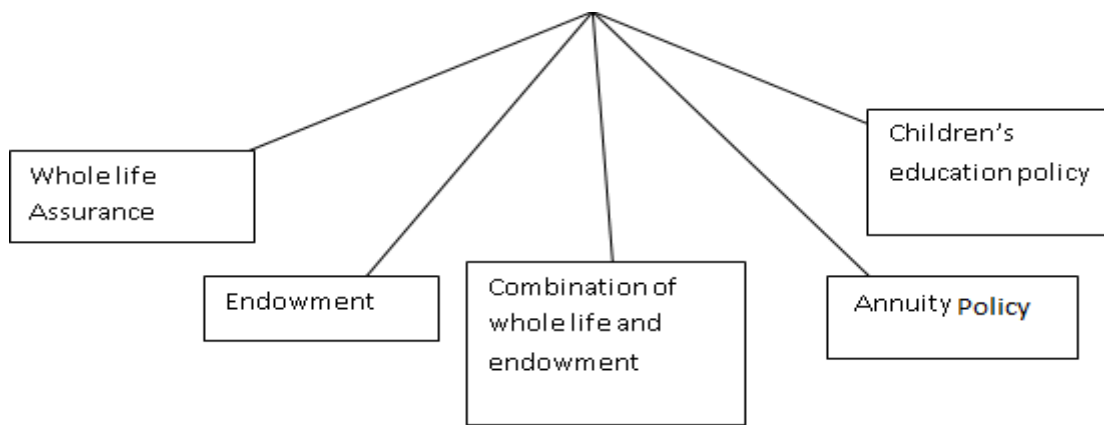 Whole life
Assurance
Endowment
Combination of
whole life and
endowment
Annuity Policy
Children’s
education policy